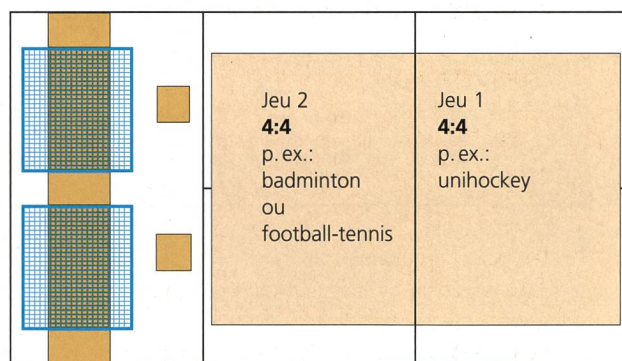 Jeu 2
4:4
p. ex.:
badminton
ou
football-tennis
Jeu 1
4:4
p. ex.:
unihockey